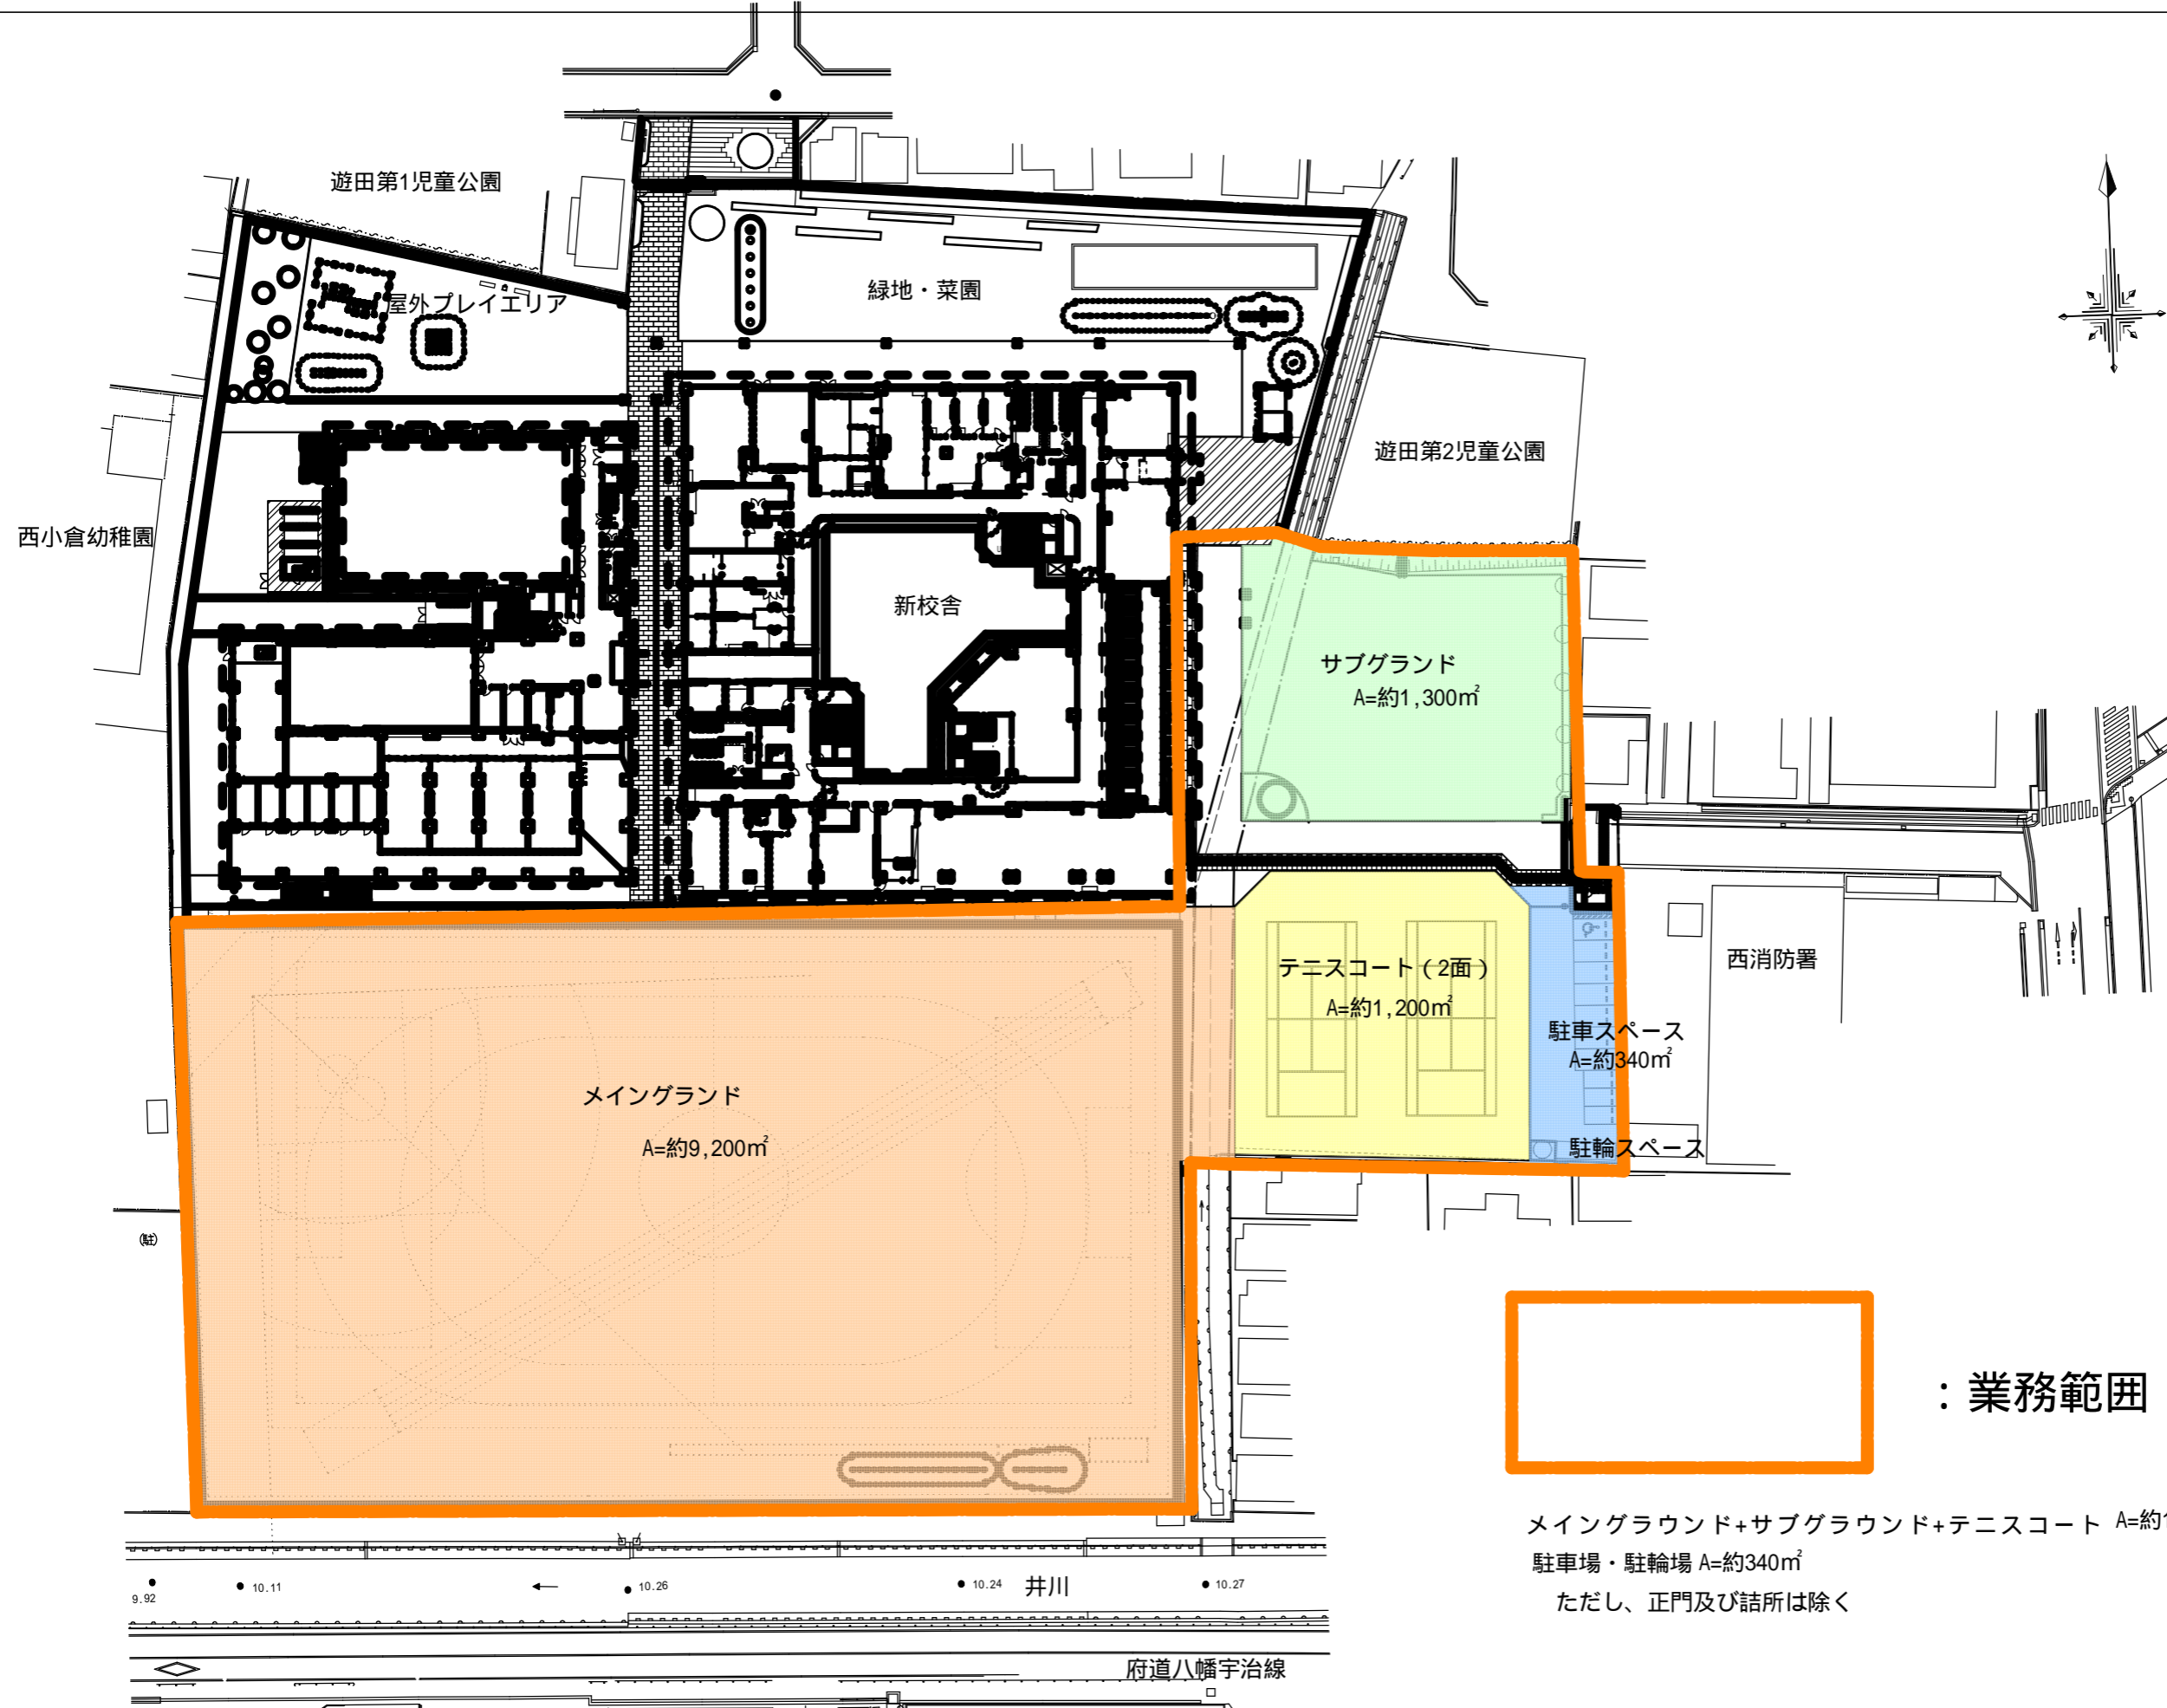 遊田第1児童公園
屋外プレイエリア
緑地・菜園
遊田第2児童公園
西小倉幼稚園
新校舎
サブグランド
A=約1,300㎡
テニスコート（2面）
A=約1,200㎡
西消防署
駐車スペース
A=約340㎡
駐輪スペース
メイングランド
A=約9,200㎡
(駐)
：業務範囲
メイングラウンド+サブグラウンド+テニスコート A=約1
駐車場・駐輪場 A=約340㎡
ただし、正門及び詰所は除く
9.92
10.11
10.26
10.24
井川
10.27
府道八幡宇治線